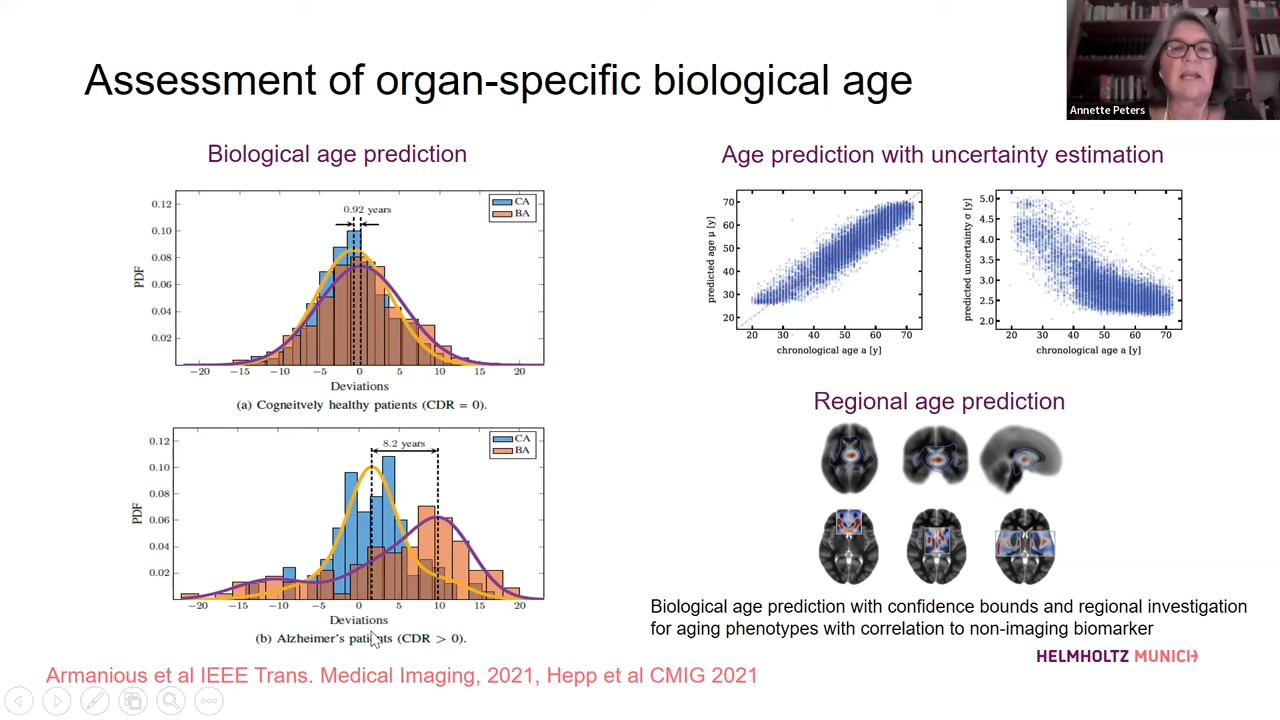 Assessment of organ-specific biological age
Annette Peters
Biological age prediction
0.12
0.10
0.08
0.06
0.04
0.02
PDF
0.92 years
CA
BA
−20 −15 −10 −5 0 5 10 15 20
Deviations
(a) Cogneitvely healthy patients (CDR = 0).
0.12
0.10
0.08
0.06
0.04
0.02
PDF
8.2 years
CA
BA
−20 −15 −10 −5 0 5 10 15 20
Deviations
(b) Alzheimer's patients (CDR > 0).
Age prediction with uncertainty estimation
70
60
50
40
30
20
predicted age μ [y]
20 30 40 50 60 70
chronological age a [y]
5.0
4.5
4.0
3.5
3.0
2.5
2.0
predicted uncertainty σ [y]
20 30 40 50 60 70
chronological age a [y]
Regional age prediction
Biological age prediction with confidence bounds and regional investigation
for aging phenotypes with correlation to non-imaging biomarker
HELMHOLTZ MUNICH
Armanious et al IEEE Trans. Medical Imaging, 2021, Hepp et al CMIG 2021